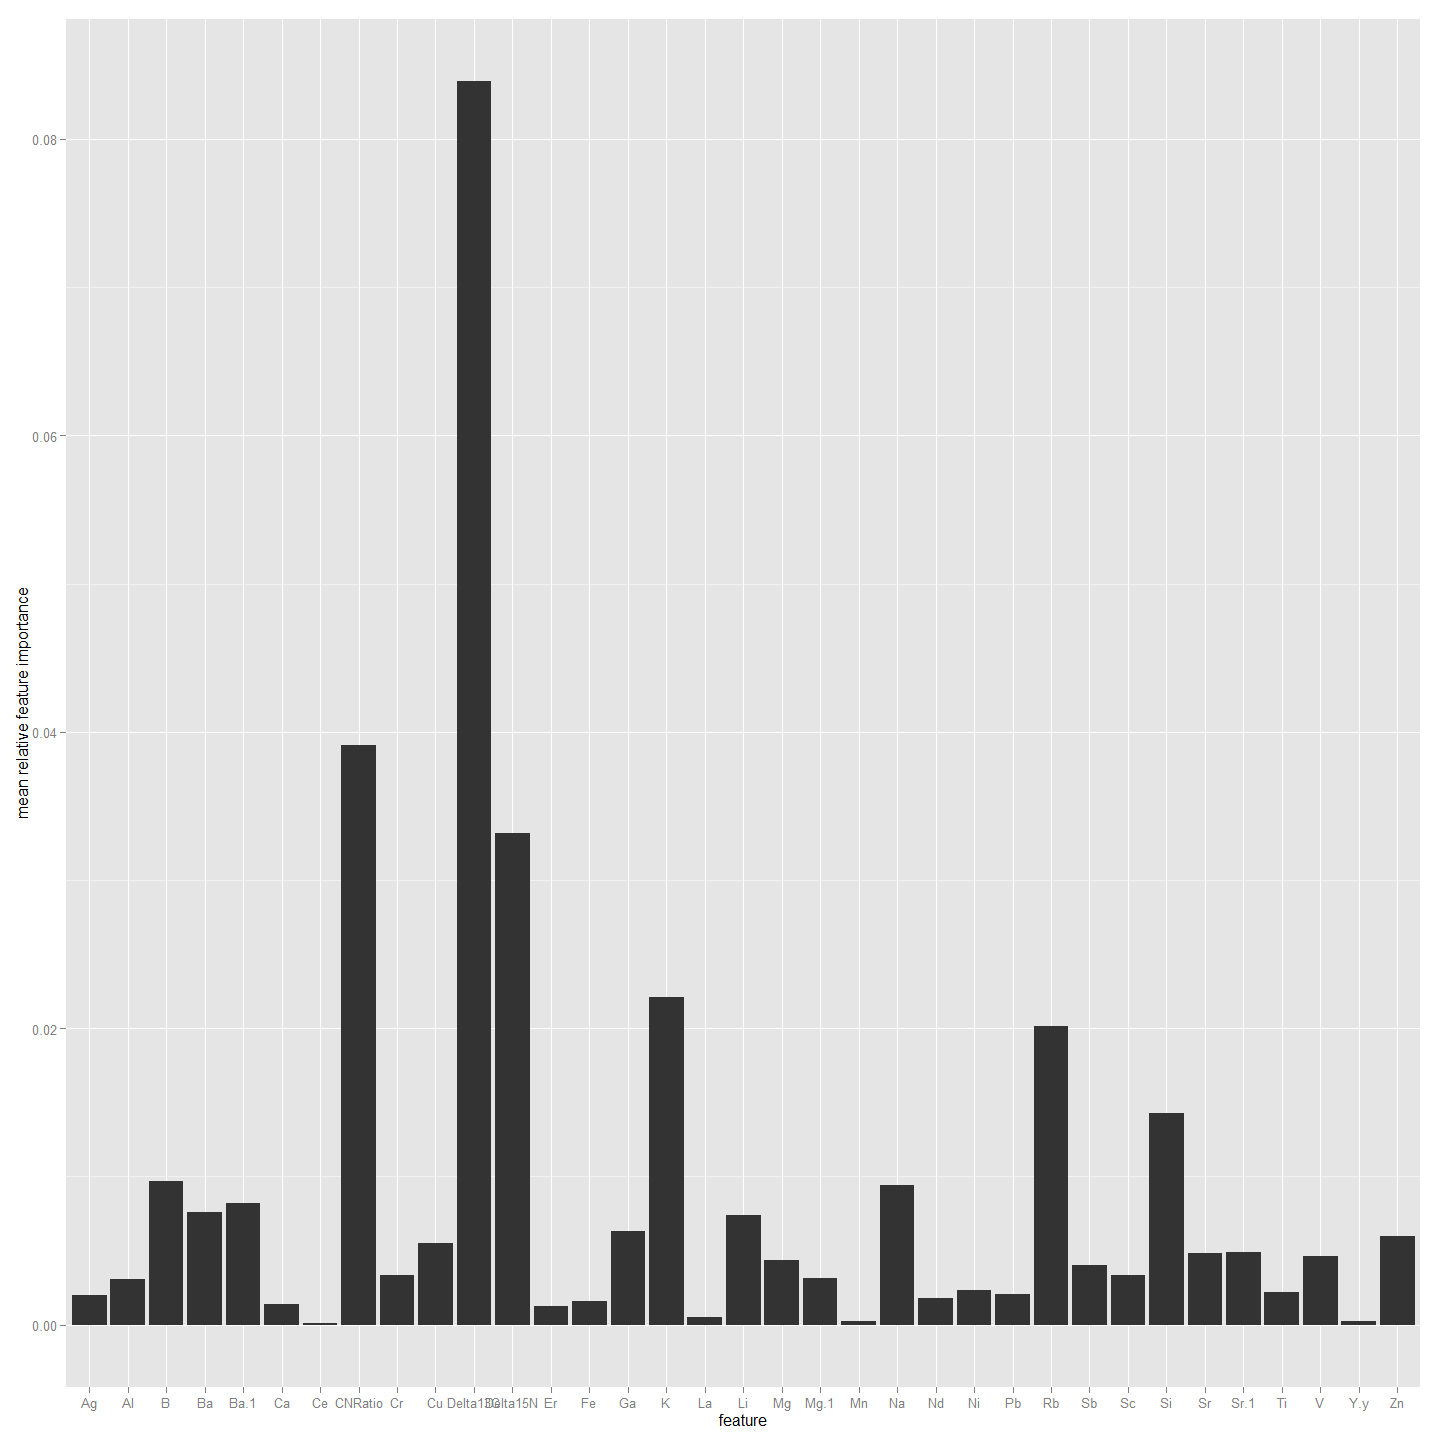 mean relative feature importance
0.08
0.06
0.04
0.02
0.00
Ag Al B Ba Ba.1 Ca Ce CNRatio Cr Cu Delta13C Delta15N Er Fe Ga K La Li Mg Mg.1 Mn Na Nd Ni Pb Rb Sb Sc Si Sr Sr.1 Ti V Y.y Zn
feature